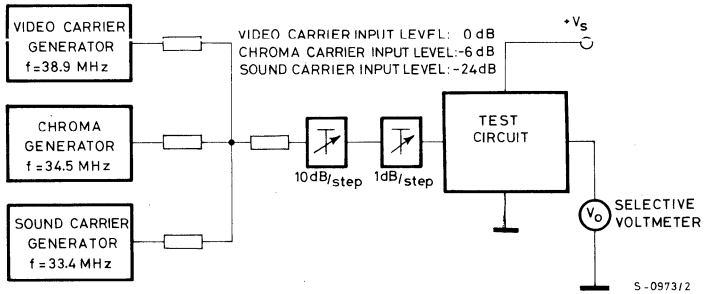 VIDEO CARRIER
GENERATOR
f=38.9 MHz
VIDEO CARRIER INPUT LEVEL: 0 dB
CHROMA CARRIER INPUT LEVEL:-6 dB
SOUND CARRIER INPUT LEVEL:-24dB
+Vs
CHROMA
GENERATOR
f=34.5 MHz
TEST
CIRCUIT
10dB/step
1dB/step
SOUND CARRIER
GENERATOR
f = 33.4 MHz
Vo
SELECTIVE
VOLTMETER
S-0973/2